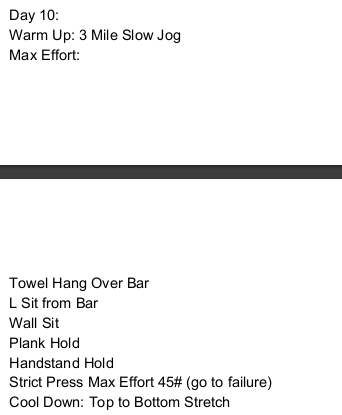 Day 10:
Warm Up: 3 Mile Slow Jog
Max Effort:
Towel Hang Over Bar
L Sit from Bar
Wall Sit
Plank Hold
Handstand Hold
Strict Press Max Effort 45# (go to failure)
Cool Down: Top to Bottom Stretch